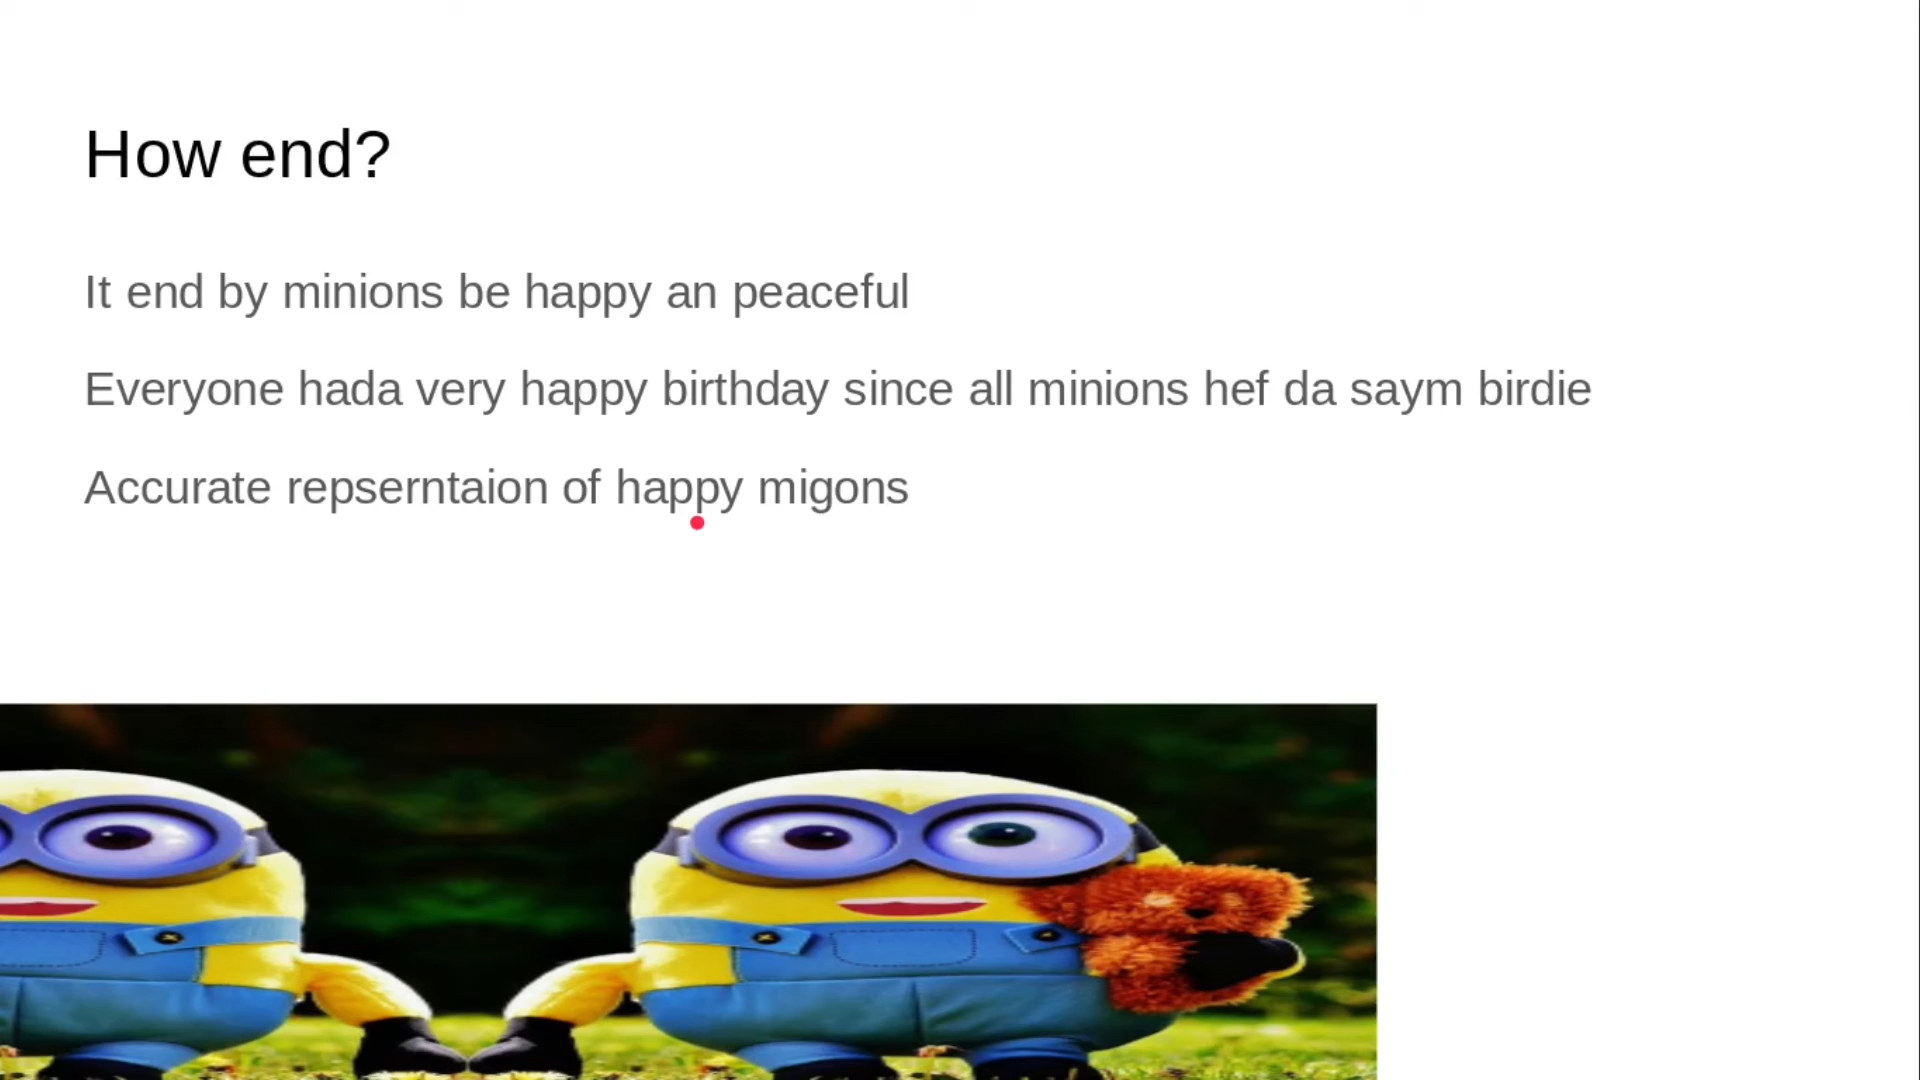 How end?
It end by minions be happy an peaceful
Everyone hada very happy birthday since all minions hef da saym birdie
Accurate repserntaion of happy migons